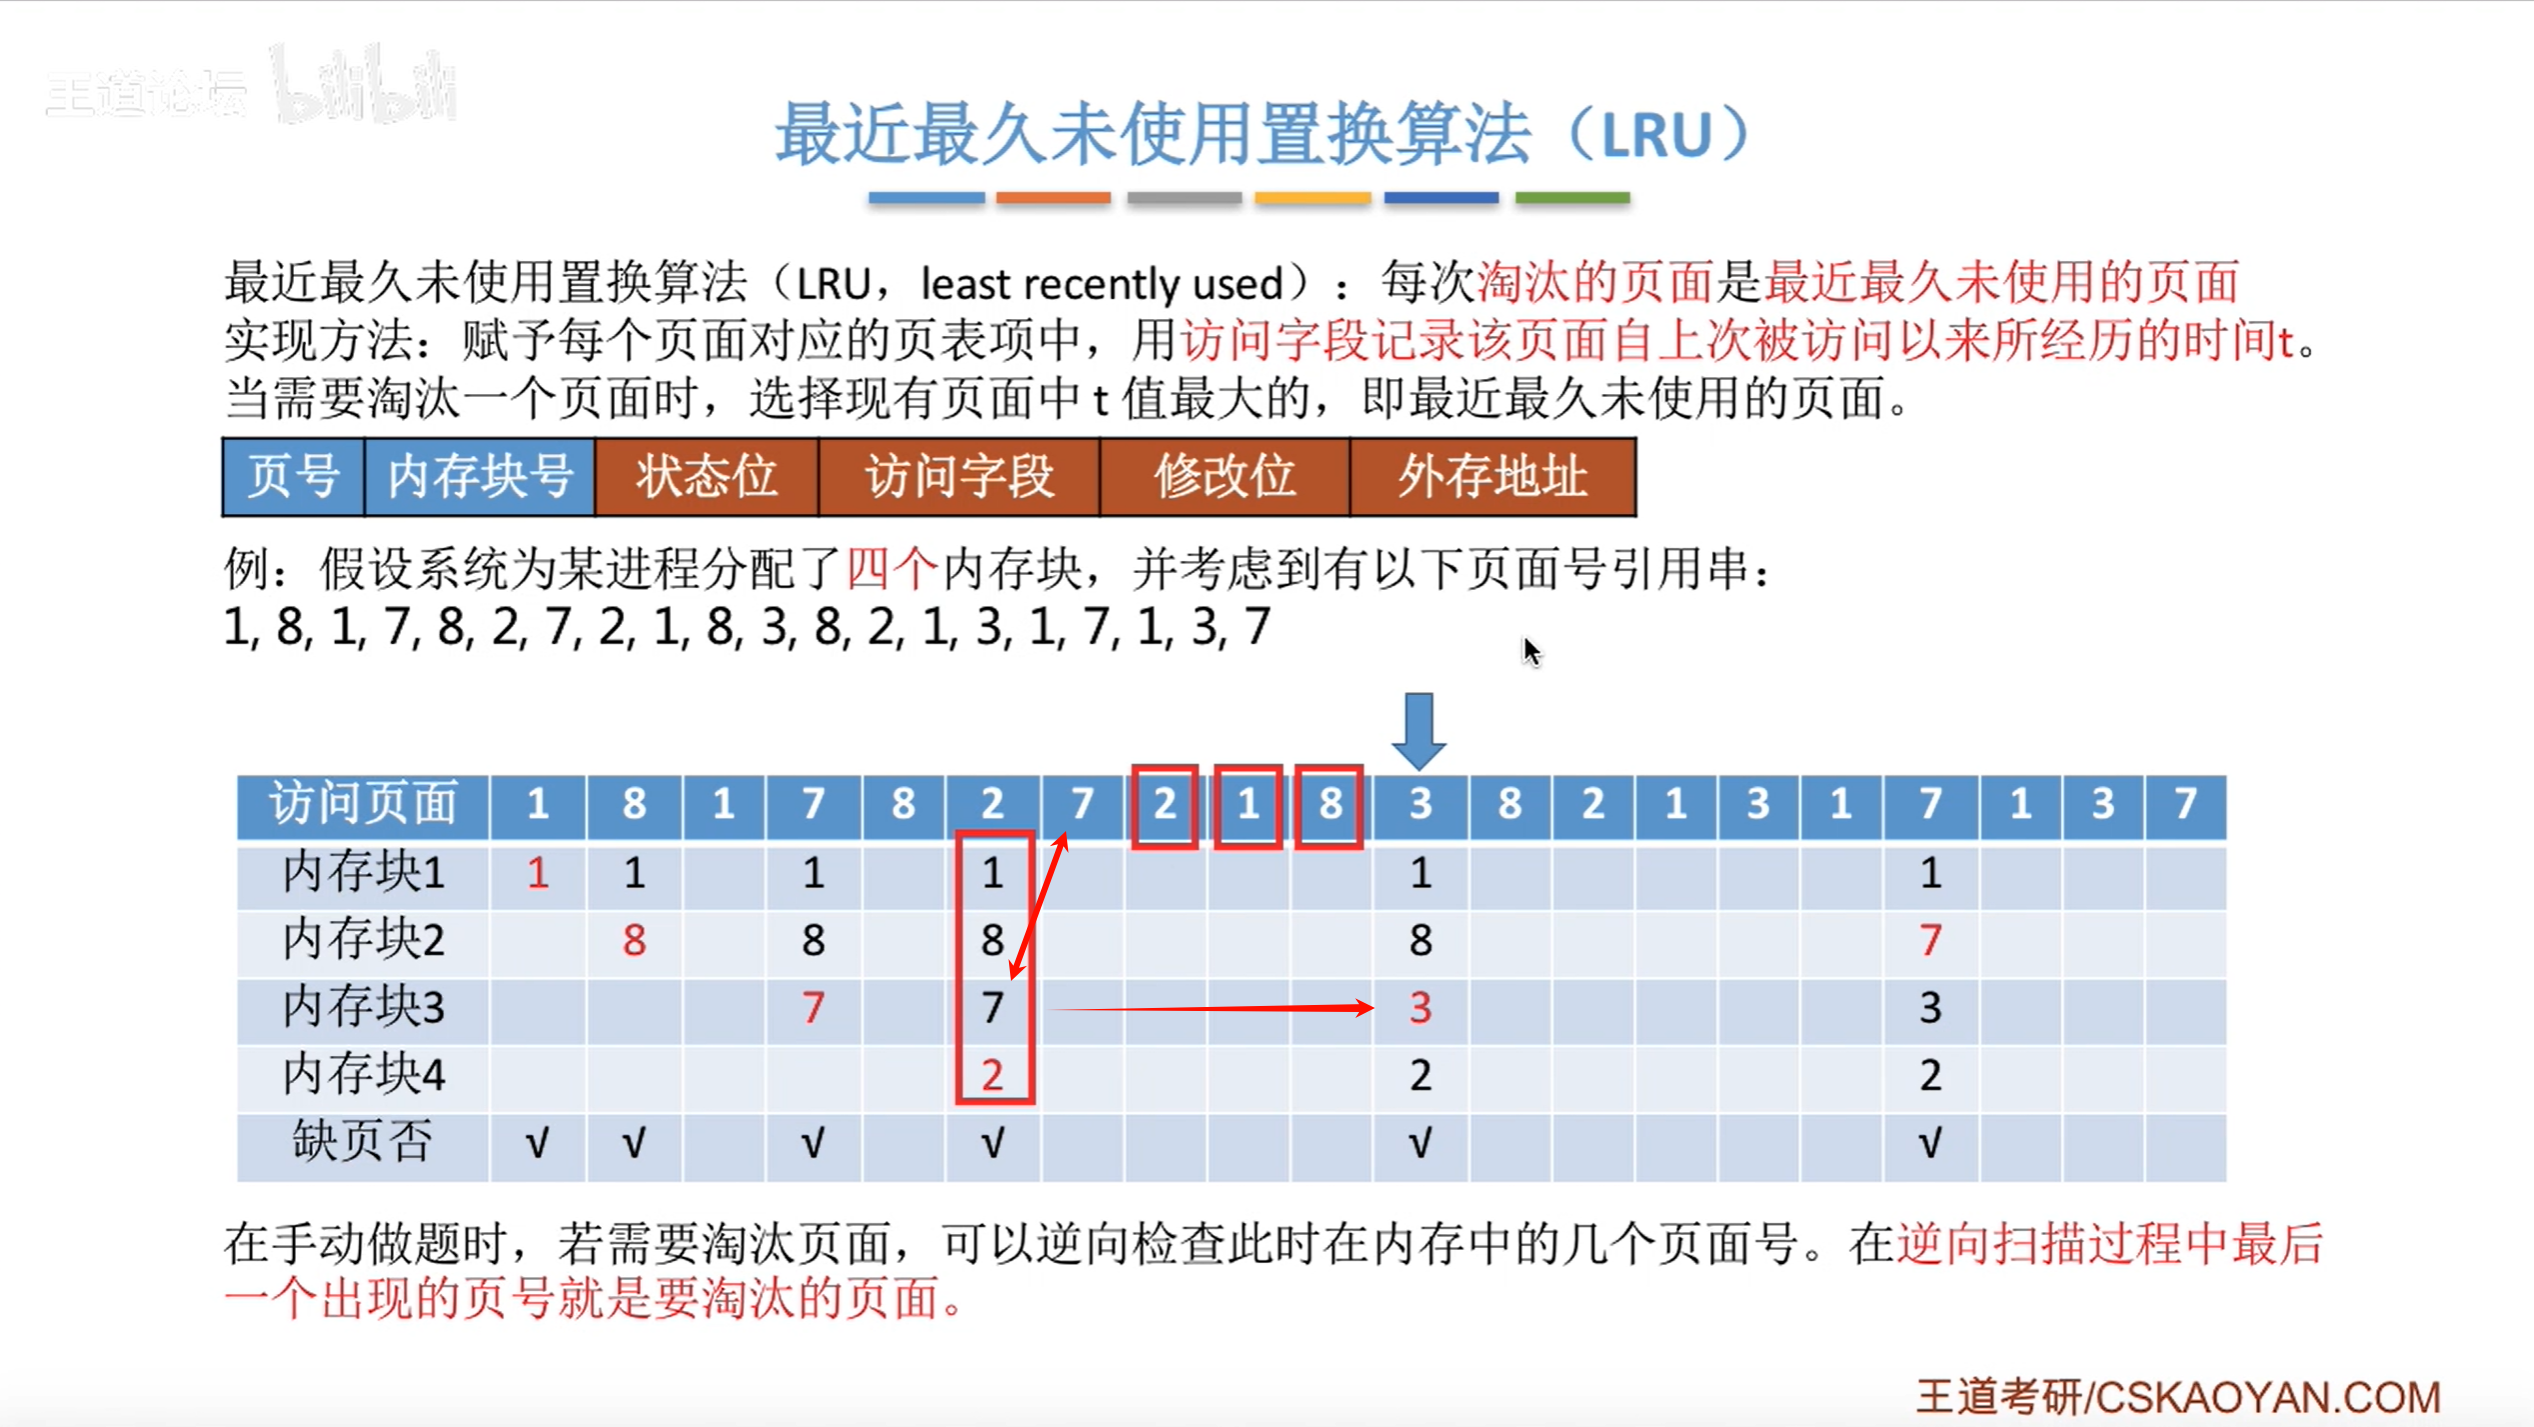 王道论坛 bilibili
最近最久未使用置换算法（LRU）
最近最久未使用置换算法（LRU，least recently used）：每次淘汰的页面是最近最久未使用的页面
实现方法：赋予每个页面对应的页表项中，用访问字段记录该页面自上次被访问以来所经历的时间t。
当需要淘汰一个页面时，选择现有页面中 t 值最大的，即最近最久未使用的页面。
页号 内存块号 状态位 访问字段 修改位 外存地址
例：假设系统为某进程分配了四个内存块，并考虑到有以下页面号引用串：
1, 8, 1, 7, 8, 2, 7, 2, 1, 8, 3, 8, 2, 1, 3, 1, 7, 1, 3, 7
访问页面 1 8 1 7 8 2 7 2 1 8 3 8 2 1 3 1 7 1 3 7
内存块1 1 1 1 1 1 1
内存块2 8 8 8 8 7
内存块3 7 7 3 3
内存块4 2 2 2
缺页否 √ √ √ √ √ √
在手动做题时，若需要淘汰页面，可以逆向检查此时在内存中的几个页面号。在逆向扫描过程中最后
一个出现的页号就是要淘汰的页面。
王道考研/CSKAOYAN.COM